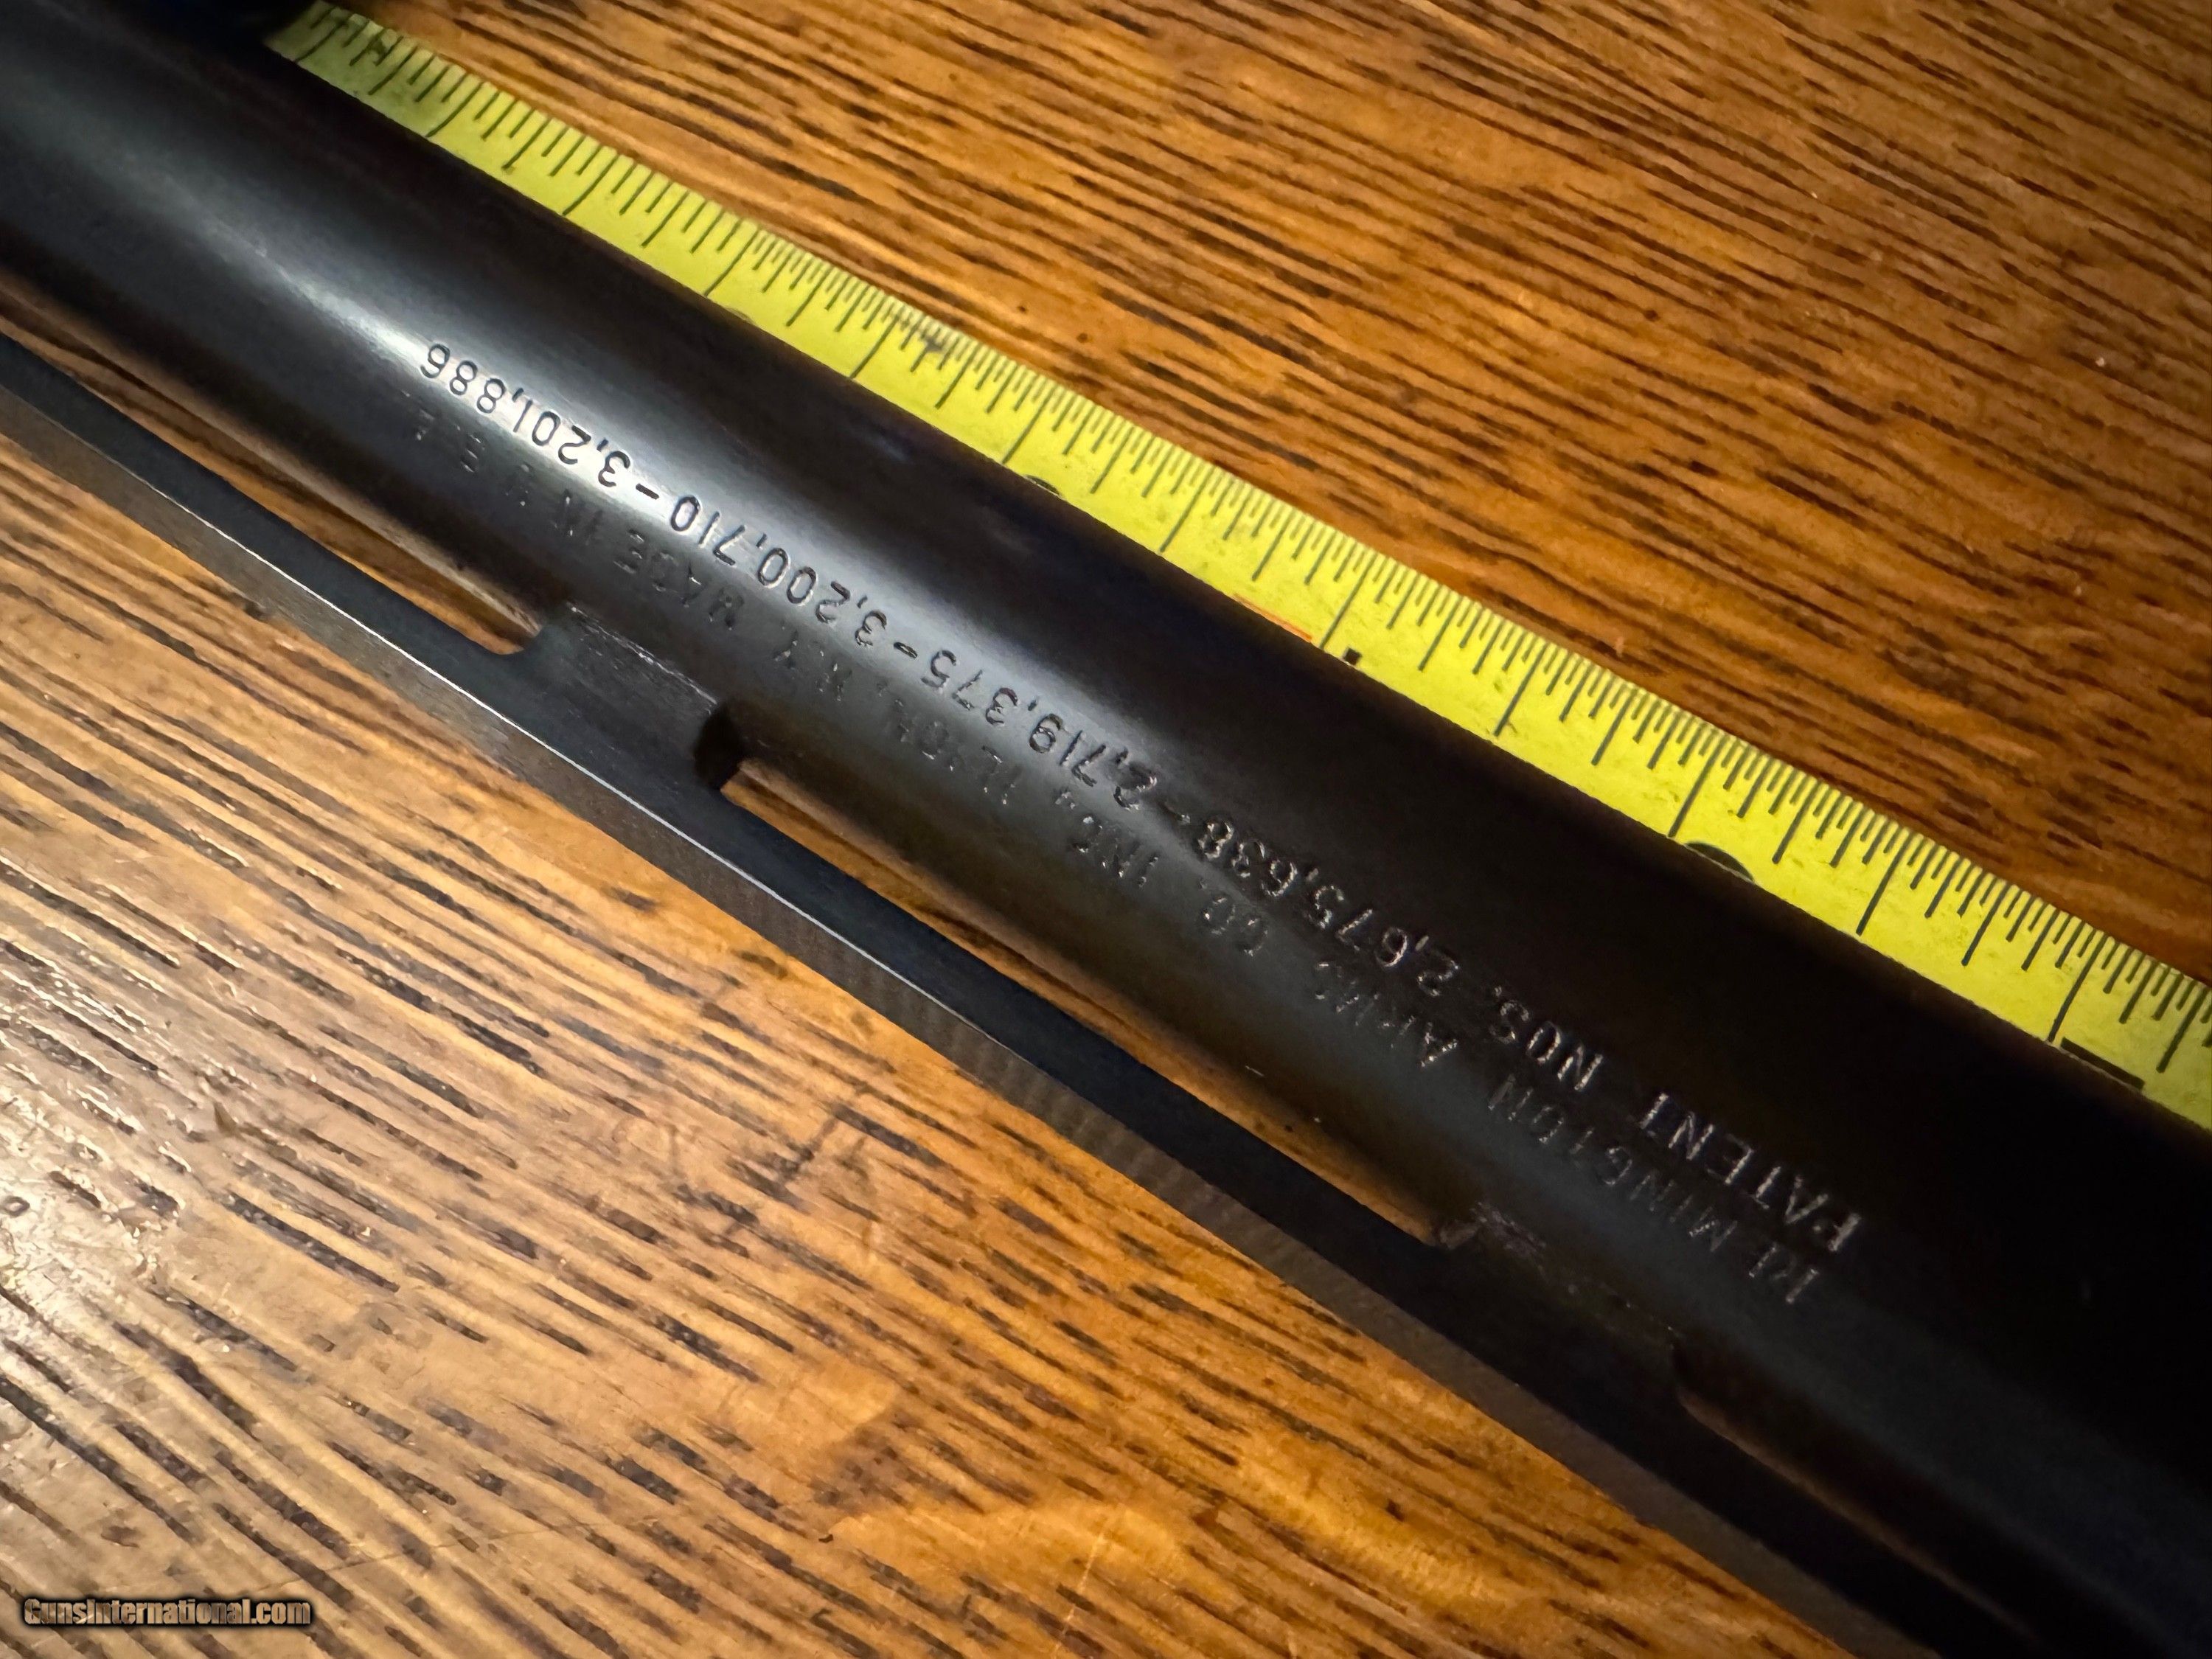 REMINGTON ARMS CO. INC., ILION, N.Y. MADE IN U.S.A.
PATENT NOS. 2,675,638-2,719,375-3,200,710-3,201,886
GunsInternational.com